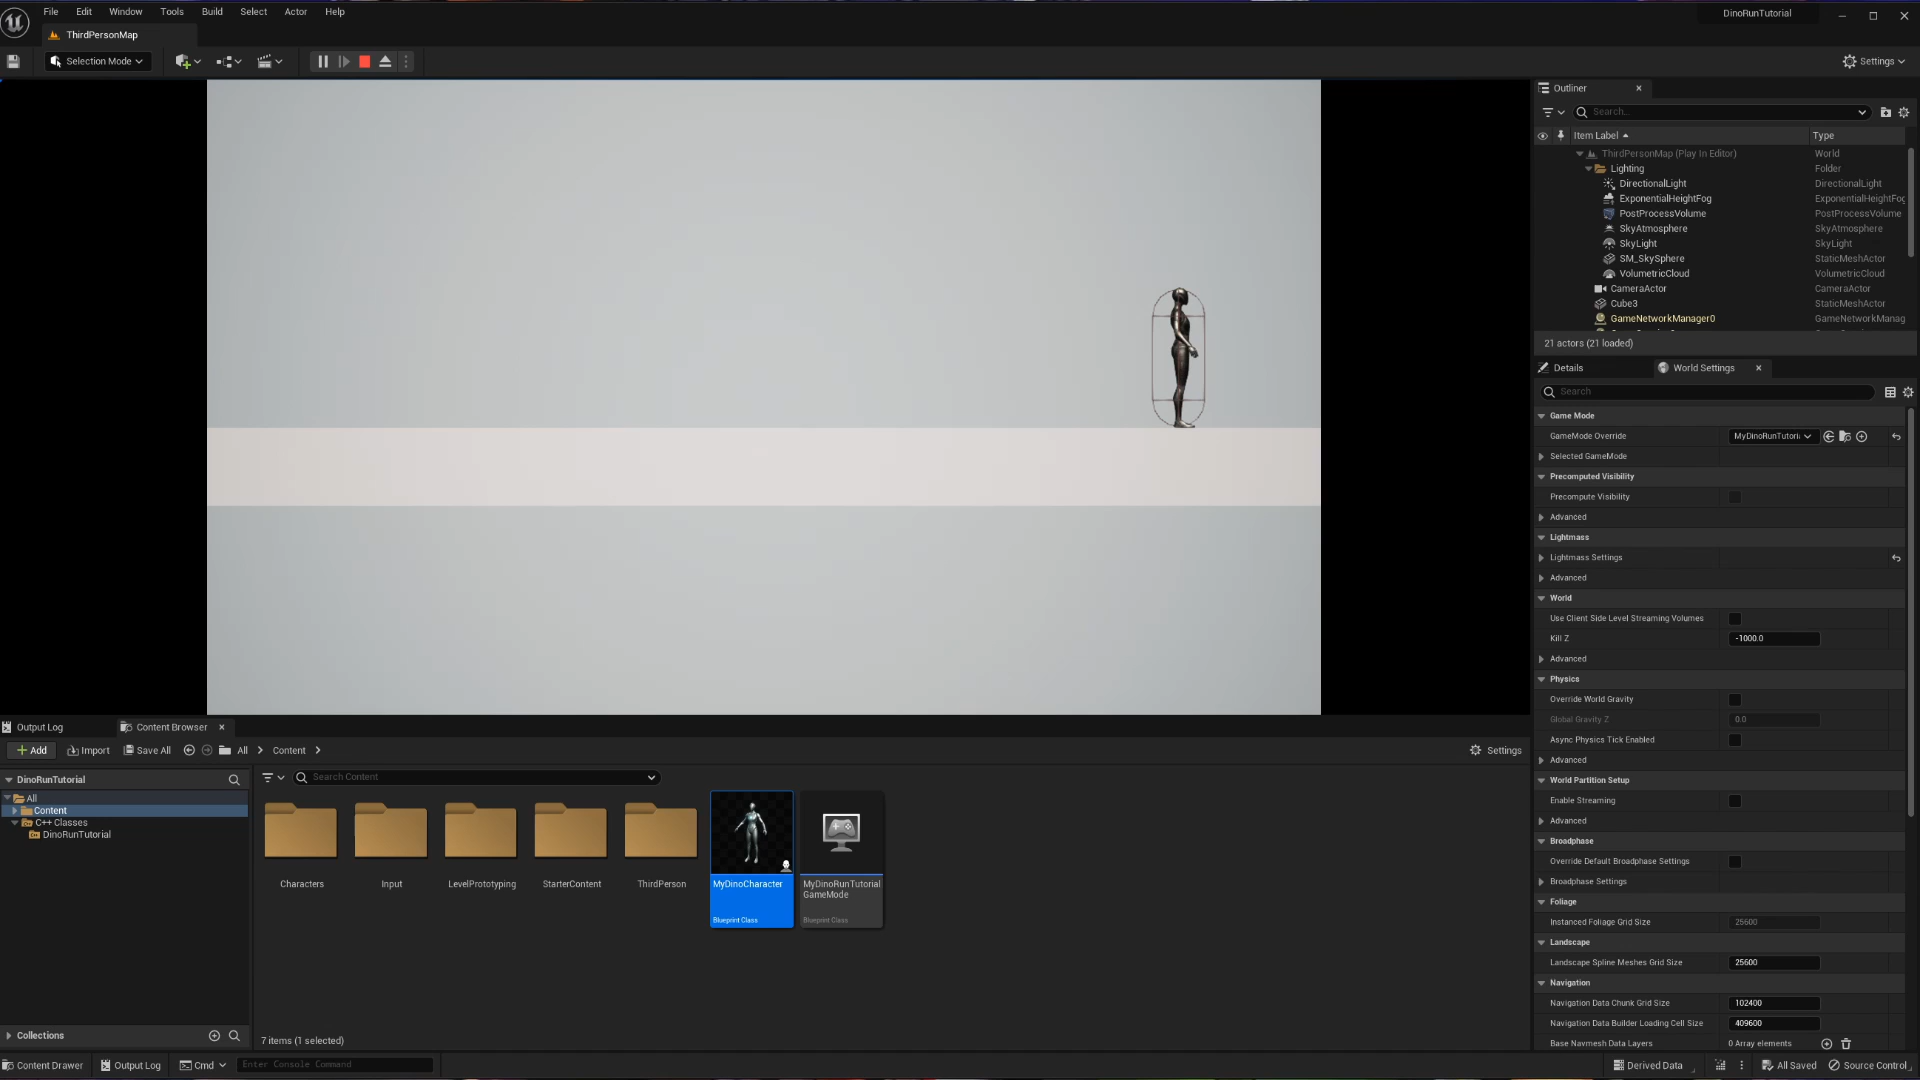 File Edit Window Tools Build Select Actor Help
DinoRunTutorial
ThirdPersonMap
Selection Mode
Settings
Outliner
Search...
Item Label Type
ThirdPersonMap (Play In Editor) World
Lighting Folder
DirectionalLight DirectionalLight
ExponentialHeightFog ExponentialHeightFog
PostProcessVolume PostProcessVolume
SkyAtmosphere SkyAtmosphere
SkyLight SkyLight
SM_SkySphere StaticMeshActor
VolumetricCloud VolumetricCloud
CameraActor CameraActor
Cube3 StaticMeshActor
GameNetworkManager0 GameNetworkManag
21 actors (21 loaded)
Details World Settings
Search
Game Mode
GameMode Override MyDinoRunTutori
Selected GameMode
Precomputed Visibility
Precompute Visibility
Advanced
Lightmass
Lightmass Settings
Advanced
World
Use Client Side Level Streaming Volumes
Kill Z -1000.0
Advanced
Physics
Override World Gravity
Global Gravity Z 0.0
Async Physics Tick Enabled
Advanced
World Partition Setup
Enable Streaming
Advanced
Broadphase
Override Default Broadphase Settings
Broadphase Settings
Foliage
Instanced Foliage Grid Size 25600
Landscape
Landscape Spline Meshes Grid Size 25600
Navigation
Navigation Data Chunk Grid Size 102400
Navigation Data Builder Loading Cell Size 409600
Base Navmesh Data Layers 0 Array elements
Output Log Content Browser
Add Import Save All All Content Settings
DinoRunTutorial
Search Content
All
Content
C++ Classes
DinoRunTutorial
Characters Input LevelPrototyping StarterContent ThirdPerson
MyDinoCharacter
Blueprint Class
MyDinoRunTutorial
GameMode
Blueprint Class
Collections
7 items (1 selected)
Content Drawer Output Log Cmd Enter Console Command Derived Data All Saved Source Control